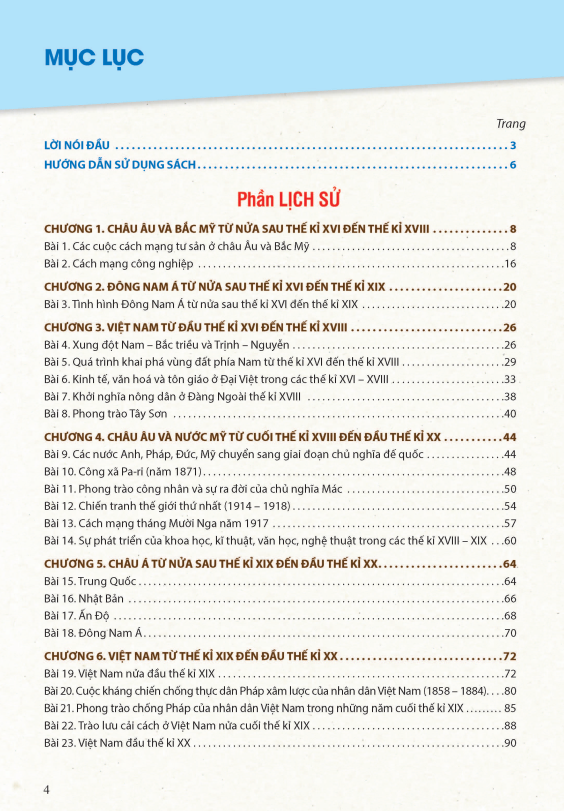 MỤC LỤC
Trang
LỜI NÓI ĐẦU ........................................................................ 3
HƯỚNG DẪN SỬ DỤNG SÁCH ........................................................ 6
Phần LỊCH SỬ
CHƯƠNG 1. CHÂU ÂU VÀ BẮC MỸ TỪ NỬA SAU THẾ KỈ XVI ĐẾN THẾ KỈ XVIII .............. 8
Bài 1. Các cuộc cách mạng tư sản ở châu Âu và Bắc Mỹ ..................................... 8
Bài 2. Cách mạng công nghiệp ......................................................... 16
CHƯƠNG 2. ĐÔNG NAM Á TỪ NỬA SAU THẾ KỈ XVI ĐẾN THẾ KỈ XIX ..................... 20
Bài 3. Tình hình Đông Nam Á từ nửa sau thế kỉ XVI đến thế kỉ XIX ........................... 20
CHƯƠNG 3. VIỆT NAM TỪ ĐẦU THẾ KỈ XVI ĐẾN THẾ KỈ XVIII ............................ 26
Bài 4. Xung đột Nam – Bắc triều và Trịnh – Nguyễn ........................................ 26
Bài 5. Quá trình khai phá vùng đất phía Nam từ thế kỉ XVI đến thế kỉ XVIII ................... 29
Bài 6. Kinh tế, văn hoá và tôn giáo ở Đại Việt trong các thế kỉ XVI – XVIII ..................... 33
Bài 7. Khởi nghĩa nông dân ở Đàng Ngoài thế kỉ XVIII ..................................... 38
Bài 8. Phong trào Tây Sơn ............................................................. 40
CHƯƠNG 4. CHÂU ÂU VÀ NƯỚC MỸ TỪ CUỐI THẾ KỈ XVIII ĐẾN ĐẦU THẾ KỈ XX ........... 44
Bài 9. Các nước Anh, Pháp, Đức, Mỹ chuyển sang giai đoạn chủ nghĩa đế quốc ............... 44
Bài 10. Công xã Pa-ri (năm 1871) ....................................................... 48
Bài 11. Phong trào công nhân và sự ra đời của chủ nghĩa Mác .............................. 50
Bài 12. Chiến tranh thế giới thứ nhất (1914 – 1918) ........................................ 54
Bài 13. Cách mạng tháng Mười Nga năm 1917 ............................................ 57
Bài 14. Sự phát triển của khoa học, kĩ thuật, văn học, nghệ thuật trong các thế kỉ XVIII – XIX ... 60
CHƯƠNG 5. CHÂU Á TỪ NỬA SAU THẾ KỈ XIX ĐẾN ĐẦU THẾ KỈ XX ....................... 64
Bài 15. Trung Quốc ................................................................... 64
Bài 16. Nhật Bản ..................................................................... 66
Bài 17. Ấn Độ ........................................................................ 68
Bài 18. Đông Nam Á .................................................................. 70
CHƯƠNG 6. VIỆT NAM TỪ THẾ KỈ XIX ĐẾN ĐẦU THẾ KỈ XX .............................. 72
Bài 19. Việt Nam nửa đầu thế kỉ XIX ..................................................... 72
Bài 20. Cuộc kháng chiến chống thực dân Pháp xâm lược của nhân dân Việt Nam (1858 – 1884). ... 80
Bài 21. Phong trào chống Pháp của nhân dân Việt Nam trong những năm cuối thế kỉ XIX ......... 85
Bài 22. Trào lưu cải cách ở Việt Nam nửa cuối thế kỉ XIX .................................... 88
Bài 23. Việt Nam đầu thế kỉ XX .......................................................... 90
4